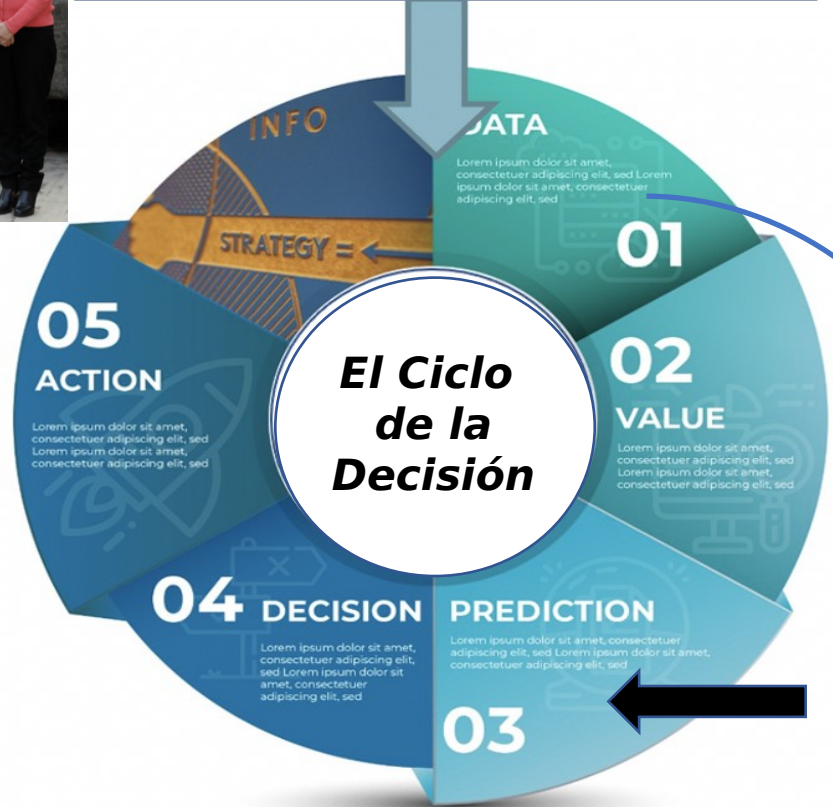 INFO
STRATEGY =
DATA
Lorem ipsum dolor sit amet,
consectetuer adipiscing elit, sed Lorem
ipsum dolor sit amet, consectetuer
adipiscing elit, sed
01
02
VALUE
Lorem ipsum dolor sit amet,
consectetuer adipiscing elit, sed
Lorem ipsum dolor sit amet,
consectetuer adipiscing elit, sed
PREDICTION
Lorem ipsum dolor sit amet, consectetuer
adipiscing elit, sed Lorem ipsum dolor sit amet,
consectetuer adipiscing elit, sed
03
04 DECISION
Lorem ipsum dolor sit amet,
consectetuer adipiscing elit,
sed Lorem ipsum dolor sit
amet, consectetuer
adipiscing elit, sed
05
ACTION
Lorem ipsum dolor sit amet,
consectetuer adipiscing elit, sed
Lorem ipsum dolor sit amet,
consectetuer adipiscing elit, sed
El Ciclo
de la
Decisión